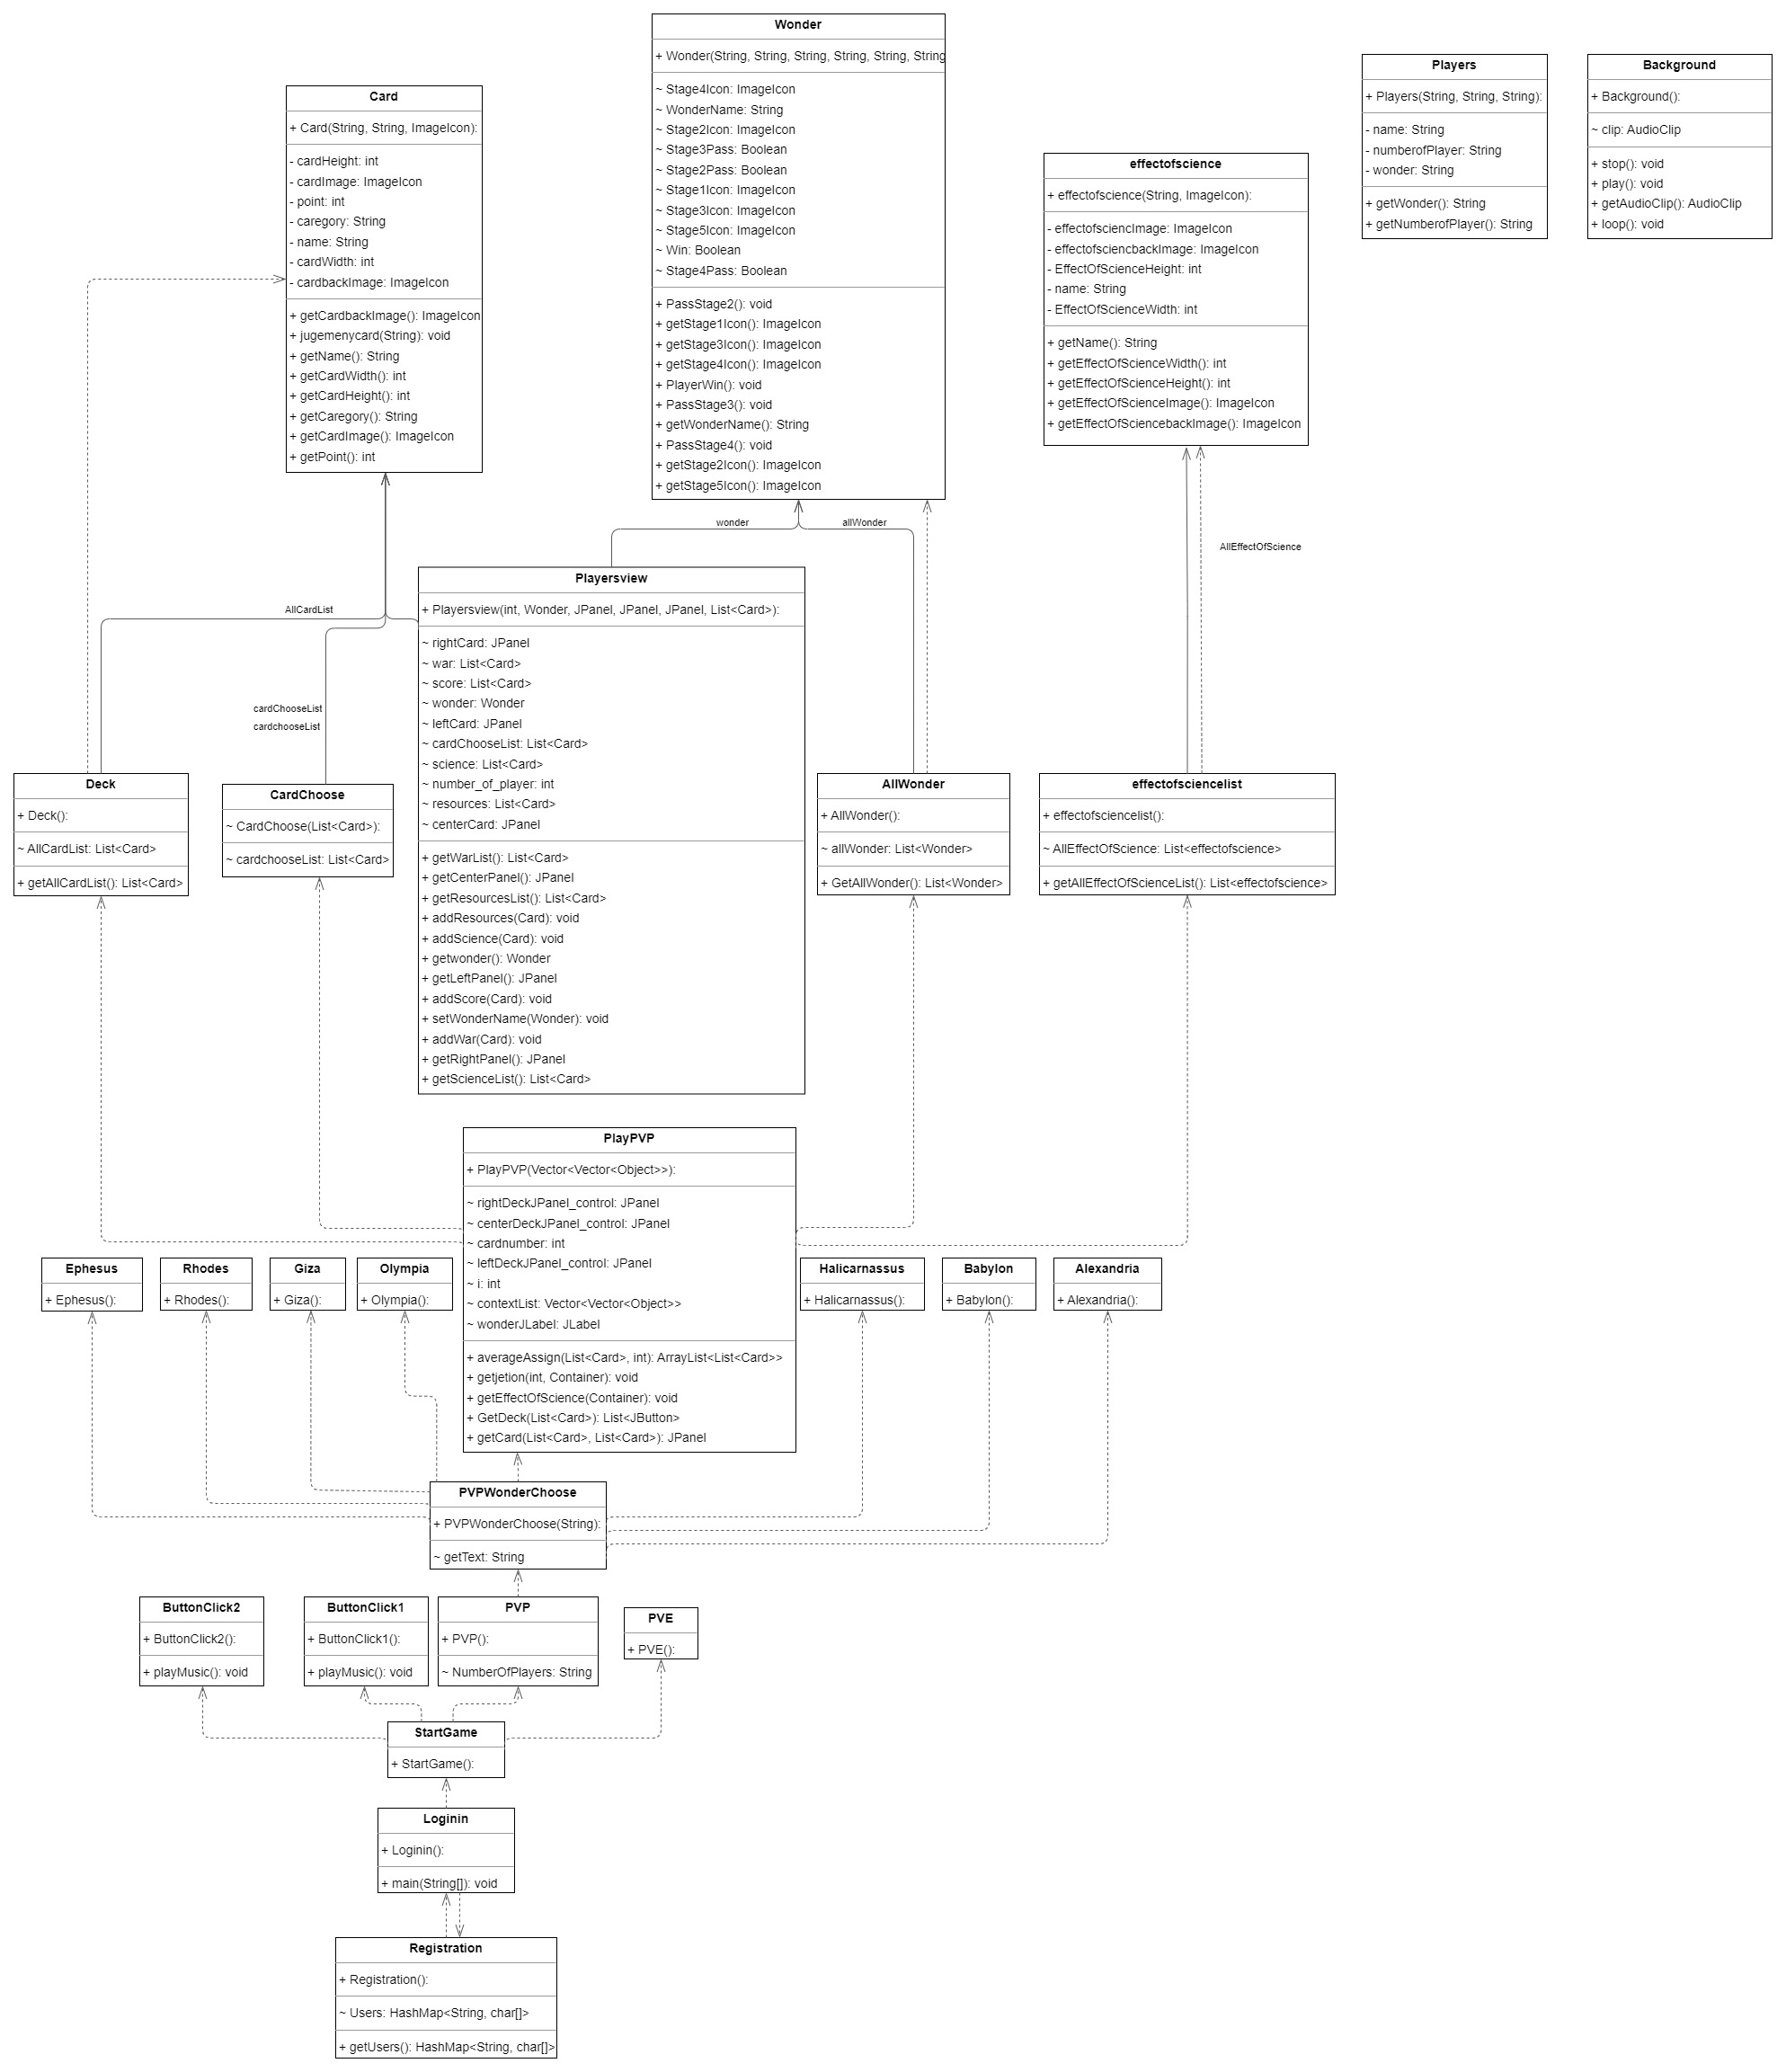 Wonder
+ Wonder(String, String, String, String, String, String
~ Stage4Icon: ImageIcon
~ WonderName: String
~ Stage2Icon: ImageIcon
~ Stage3Pass: Boolean
~ Stage2Pass: Boolean
~ Stage1Icon: ImageIcon
~ Stage3Icon: ImageIcon
~ Stage5Icon: ImageIcon
~ Win: Boolean
~ Stage4Pass: Boolean
+ PassStage2(): void
+ getStage1Icon(): ImageIcon
+ getStage3Icon(): ImageIcon
+ getStage4Icon(): ImageIcon
+ PlayerWin(): void
+ PassStage3(): void
+ getWonderName(): String
+ PassStage4(): void
+ getStage2Icon(): ImageIcon
+ getStage5Icon(): ImageIcon
Players
+ Players(String, String, String):
- name: String
- numberofPlayer: String
- wonder: String
+ getWonder(): String
+ getNumberofPlayer(): String
Background
+ Background():
~ clip: AudioClip
+ stop(): void
+ play(): void
+ getAudioClip(): AudioClip
+ loop(): void
Card
+ Card(String, String, ImageIcon):
- cardHeight: int
- cardImage: ImageIcon
- point: int
- caregory: String
- name: String
- cardWidth: int
- cardbackImage: ImageIcon
+ getCardbackImage(): ImageIcon
+ jugemenycard(String): void
+ getName(): String
+ getCardWidth(): int
+ getCardHeight(): int
+ getCaregory(): String
+ getCardImage(): ImageIcon
+ getPoint(): int
effectofscience
+ effectofscience(String, ImageIcon):
- effectofsciencImage: ImageIcon
- effectofsciencbackImage: ImageIcon
- EffectOfScienceHeight: int
- name: String
- EffectOfScienceWidth: int
+ getName(): String
+ getEffectOfScienceWidth(): int
+ getEffectOfScienceHeight(): int
+ getEffectOfScienceImage(): ImageIcon
+ getEffectOfSciencebackImage(): ImageIcon
wonder
allWonder
AllEffectOfScience
AllCardList
cardChooseList
cardchooseList
Playersview
+ Playersview(int, Wonder, JPanel, JPanel, JPanel, List<Card>):
~ rightCard: JPanel
~ war: List<Card>
~ score: List<Card>
~ wonder: Wonder
~ leftCard: JPanel
~ cardChooseList: List<Card>
~ science: List<Card>
~ number_of_player: int
~ resources: List<Card>
~ centerCard: JPanel
+ getWarList(): List<Card>
+ getCenterPanel(): JPanel
+ getResourcesList(): List<Card>
+ addResources(Card): void
+ addScience(Card): void
+ getwonder(): Wonder
+ getLeftPanel(): JPanel
+ addScore(Card): void
+ setWonderName(Wonder): void
+ addWar(Card): void
+ getRightPanel(): JPanel
+ getScienceList(): List<Card>
Deck
+ Deck():
~ AllCardList: List<Card>
+ getAllCardList(): List<Card>
CardChoose
~ CardChoose(List<Card>):
~ cardchooseList: List<Card>
AllWonder
+ AllWonder():
~ allWonder: List<Wonder>
+ GetAllWonder(): List<Wonder>
effectofsciencelist
+ effectofsciencelist():
~ AllEffectOfScience: List<effectofscience>
+ getAllEffectOfScienceList(): List<effectofscience>
PlayPVP
+ PlayPVP(Vector<Vector<Object>>):
~ rightDeckJPanel_control: JPanel
~ centerDeckJPanel_control: JPanel
~ cardnumber: int
~ leftDeckJPanel_control: JPanel
~ i: int
~ contextList: Vector<Vector<Object>>
~ wonderJLabel: JLabel
+ averageAssign(List<Card>, int): ArrayList<List<Card>>
+ getjetion(int, Container): void
+ getEffectOfScience(Container): void
+ GetDeck(List<Card>): List<JButton>
+ getCard(List<Card>, List<Card>): JPanel
Ephesus
+ Ephesus():
Rhodes
+ Rhodes():
Giza
+ Giza():
Olympia
+ Olympia():
Halicarnassus
+ Halicarnassus():
Babylon
+ Babylon():
Alexandria
+ Alexandria():
PVPWonderChoose
+ PVPWonderChoose(String):
~ getText: String
ButtonClick2
+ ButtonClick2():
+ playMusic(): void
ButtonClick1
+ ButtonClick1():
+ playMusic(): void
PVP
+ PVP():
~ NumberOfPlayers: String
PVE
+ PVE():
StartGame
+ StartGame():
Loginin
+ Loginin():
+ main(String[]): void
Registration
+ Registration():
~ Users: HashMap<String, char[]>
+ getUsers(): HashMap<String, char[]>